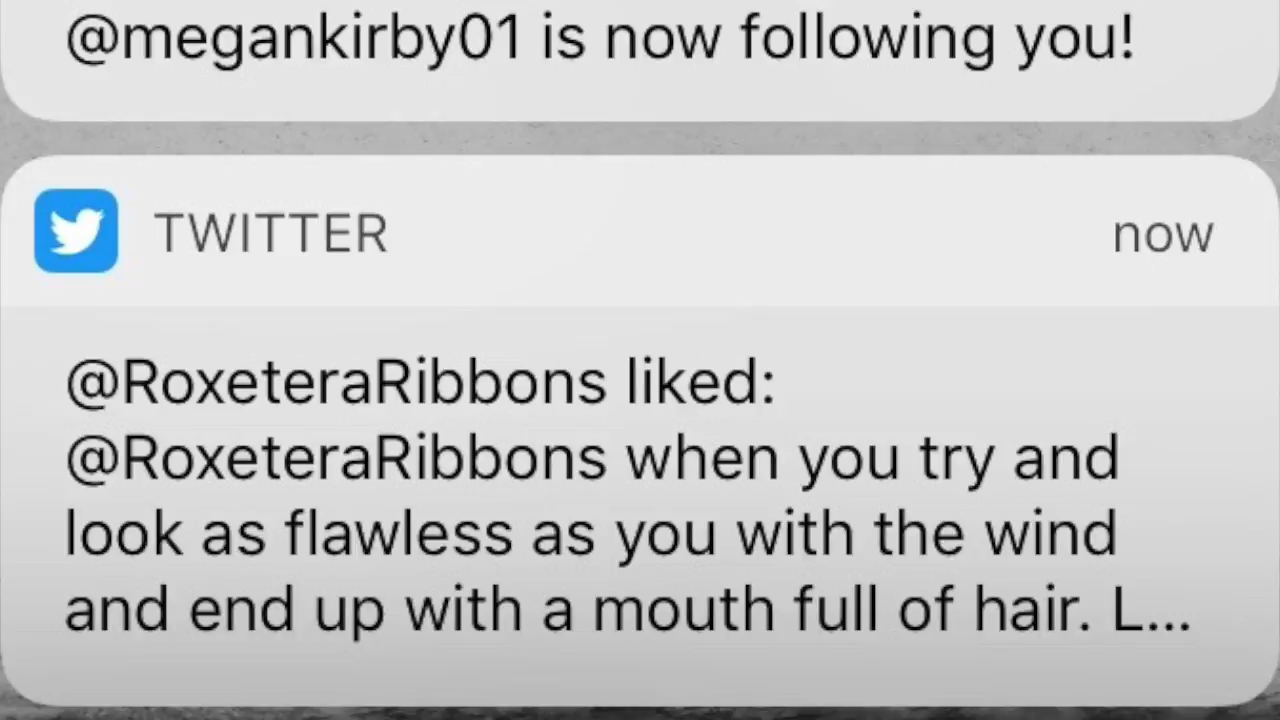 @megankirby01 is now following you!
TWITTER
now
@RoxeteraRibbons liked:
@RoxeteraRibbons when you try and
look as flawless as you with the wind
and end up with a mouth full of hair. L...